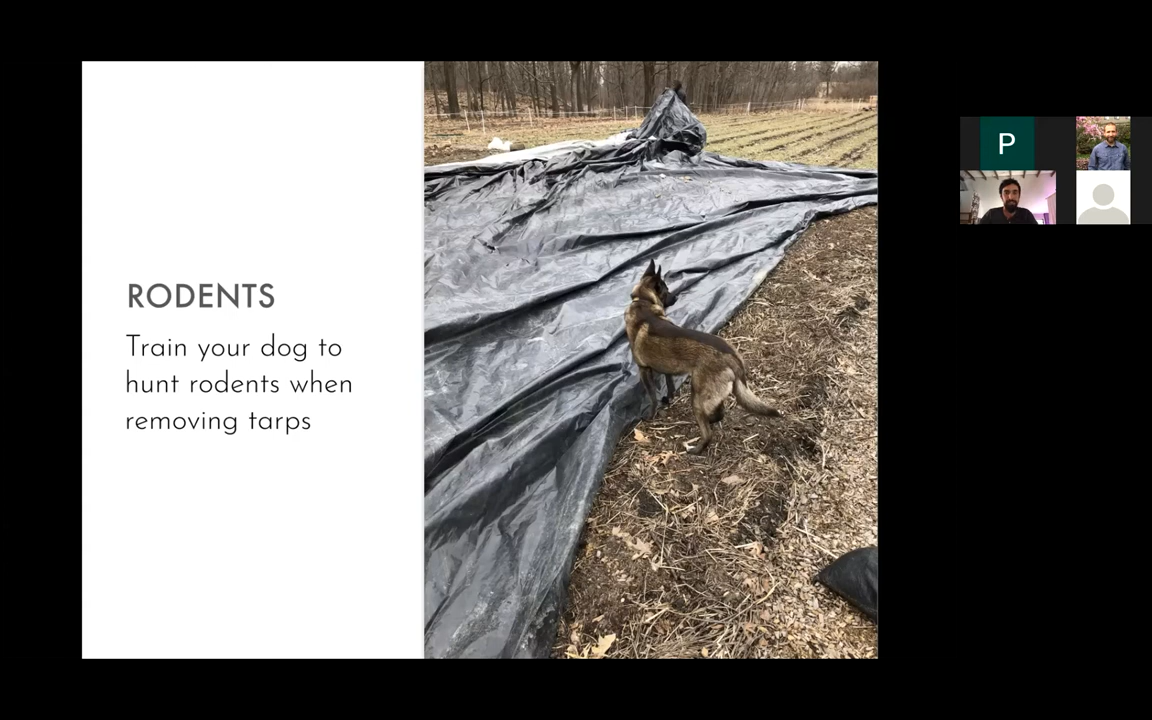 RODENTS
Train your dog to
hunt rodents when
removing tarps
P